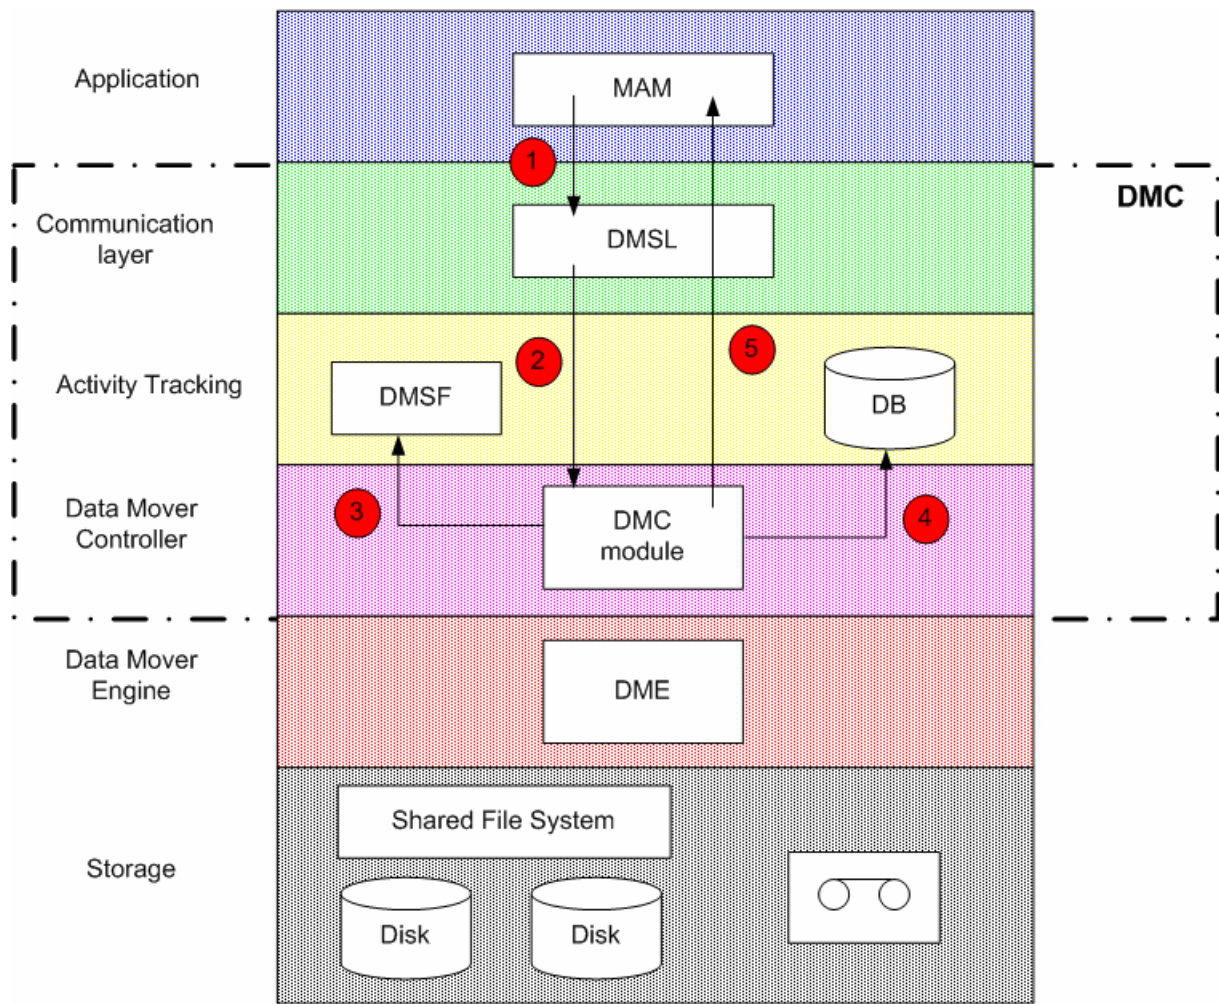 Application
MAM
1
DMC
Communication
layer
DMSL
2
5
Activity Tracking
DMSF
DB
Data Mover
Controller
3
DMC
module
4
Data Mover
Engine
DME
Storage
Shared File System
Disk
Disk